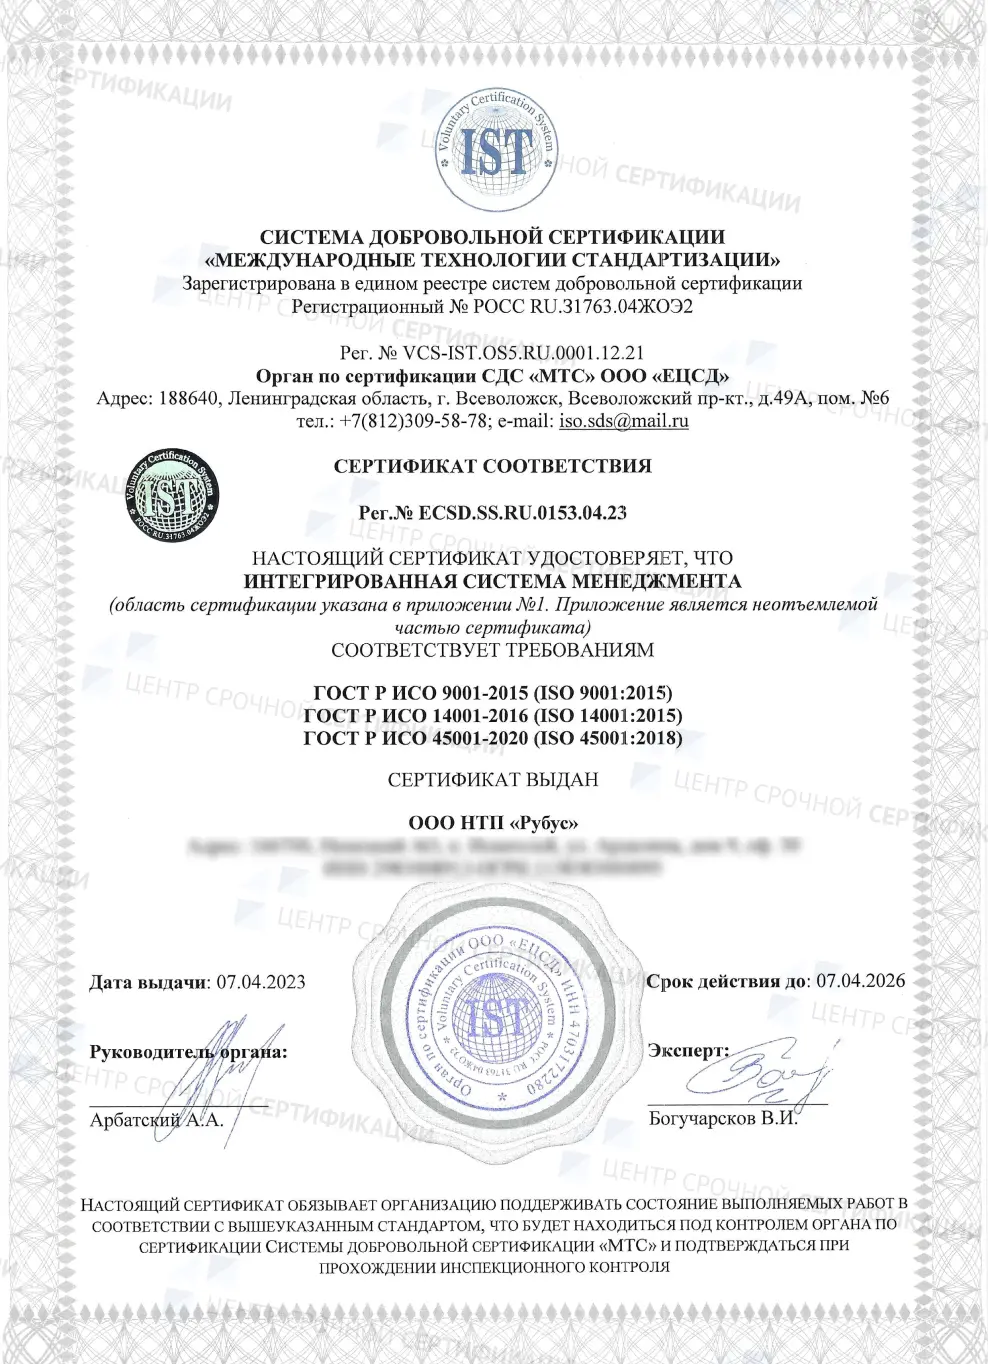 Voluntary Certification System
IST
СИСТЕМА ДОБРОВОЛЬНОЙ СЕРТИФИКАЦИИ
«МЕЖДУНАРОДНЫЕ ТЕХНОЛОГИИ СТАНДАРТИЗАЦИИ»
Зарегистрирована в едином реестре систем добровольной сертификации
Регистрационный № РОСС RU.31763.04ЖОЭ2
Рег. № VCS-IST.OS5.RU.0001.12.21
Орган по сертификации СДС «МТС» ООО «ЕЦСД»
Адрес: 188640, Ленинградская область, г. Всеволожск, Всеволожский пр-кт., д.49А, пом. №6
тел.: +7(812)309-58-78; e-mail: iso.sds@mail.ru
Voluntary Certification System
IST
РОСС RU.31763.04ЖОЭ2
СЕРТИФИКАТ СООТВЕТСТВИЯ
Рег.№ ECSD.SS.RU.0153.04.23
НАСТОЯЩИЙ СЕРТИФИКАТ УДОСТОВЕРЯЕТ, ЧТО
ИНТЕГРИРОВАННАЯ СИСТЕМА МЕНЕДЖМЕНТА
(область сертификации указана в приложении №1. Приложение является неотъемлемой
частью сертификата)
СООТВЕТСТВУЕТ ТРЕБОВАНИЯМ
ГОСТ Р ИСО 9001-2015 (ISO 9001:2015)
ГОСТ Р ИСО 14001-2016 (ISO 14001:2015)
ГОСТ Р ИСО 45001-2020 (ISO 45001:2018)
СЕРТИФИКАТ ВЫДАН
ООО НТП «Рубус»
Орган по сертификации ООО «ЕЦСД» ИНН 4703172280
Voluntary Certification System
IST
РОСС RU.31763.04ЖОЭ2
Дата выдачи: 07.04.2023
Срок действия до: 07.04.2026
Руководитель органа:
Эксперт:
Арбатский А.А.
Богучарсков В.И.
НАСТОЯЩИЙ СЕРТИФИКАТ ОБЯЗЫВАЕТ ОРГАНИЗАЦИЮ ПОДДЕРЖИВАТЬ СОСТОЯНИЕ ВЫПОЛНЯЕМЫХ РАБОТ В
СООТВЕТСТВИИ С ВЫШЕУКАЗАННЫМ СТАНДАРТОМ, ЧТО БУДЕТ НАХОДИТЬСЯ ПОД КОНТРОЛЕМ ОРГАНА ПО
СЕРТИФИКАЦИИ СИСТЕМЫ ДОБРОВОЛЬНОЙ СЕРТИФИКАЦИИ «МТС» И ПОДТВЕРЖДАТЬСЯ ПРИ
ПРОХОЖДЕНИИ ИНСПЕКЦИОННОГО КОНТРОЛЯ
ЦЕНТР СРОЧНОЙ СЕРТИФИКАЦИИ